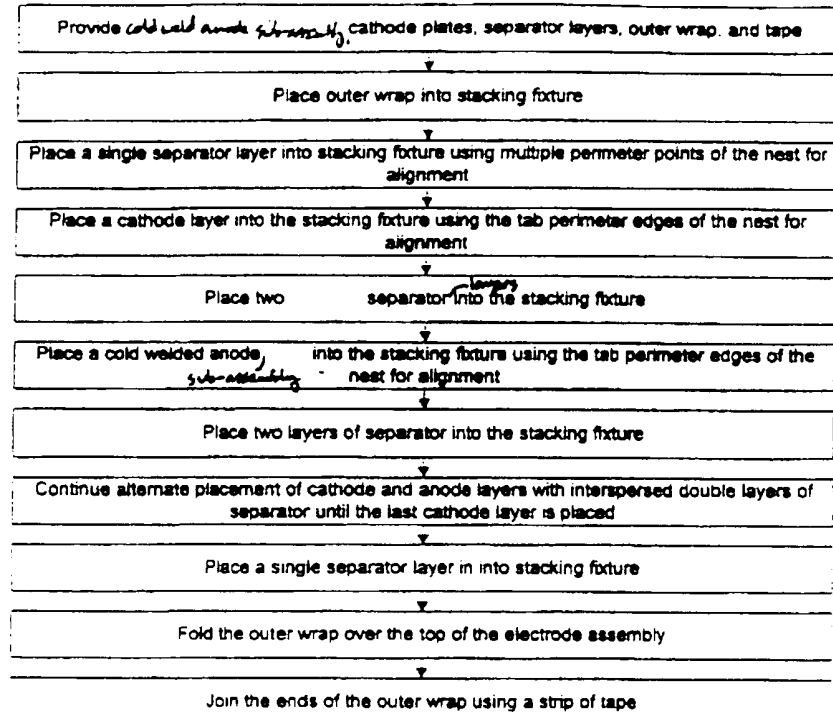 Provide cold weld anode sub-assembly, cathode plates, separator layers, outer wrap. and tape
Place outer wrap into stacking fixture
Place a single separator layer into stacking fixture using multiple perimeter points of the nest for
alignment
Place a cathode layer into the stacking fixture using the tab perimeter edges of the nest for
alignment
layers
Place two separator into the stacking fixture
Place a cold welded anode, into the stacking fixture using the tab perimeter edges of the
sub-assembly nest for alignment
Place two layers of separator into the stacking fixture
Continue alternate placement of cathode and anode layers with interspersed double layers of
separator until the last cathode layer is placed
Place a single separator layer in into stacking fixture
Fold the outer wrap over the top of the electrode assembly
Join the ends of the outer wrap using a strip of tape